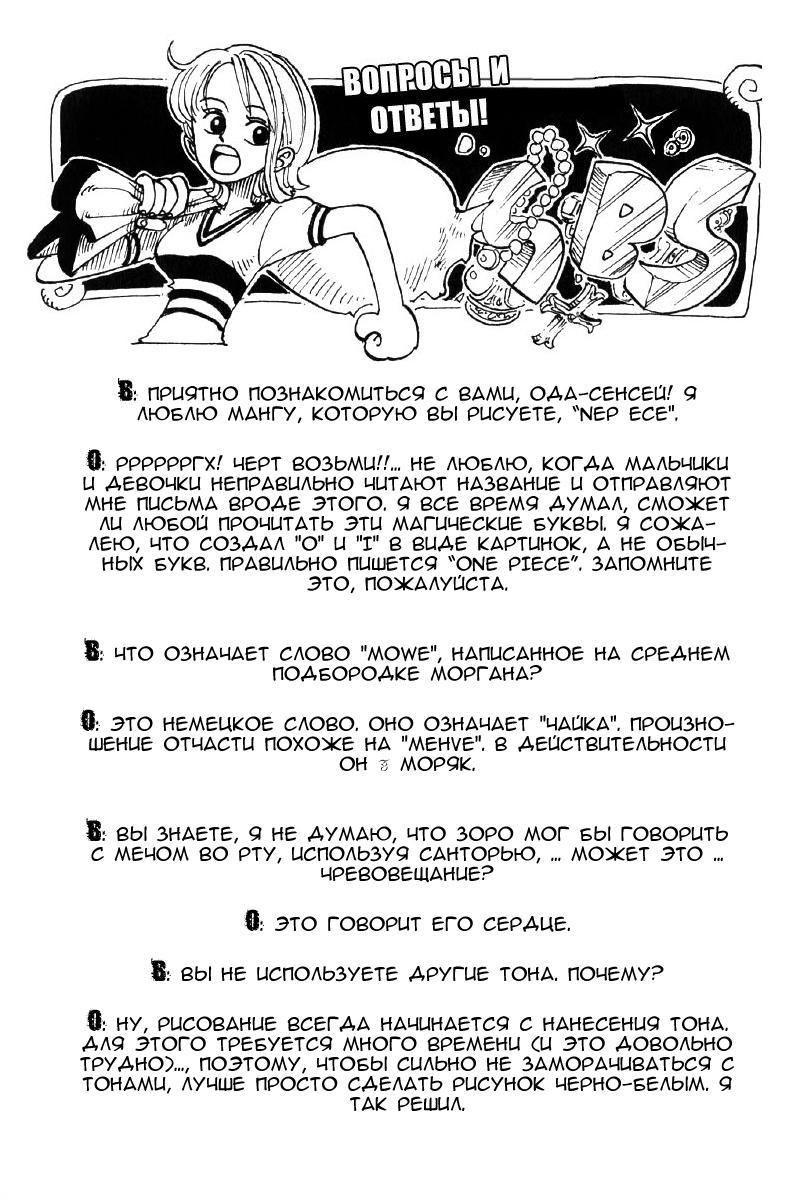 ВОПРОСЫ И
ОТВЕТЫ!
SBS
В: ПРИЯТНО ПОЗНАКОМИТЬСЯ С ВАМИ, ОДА-СЕНСЕЙ! Я
ЛЮБЛЮ МАНГУ, КОТОРУЮ ВЫ РИСУЕТЕ, "NEP ECE".
О: РРРРРРГХ! ЧЕРТ ВОЗЬМИ!!... НЕ ЛЮБЛЮ, КОГДА МАЛЬЧИКИ
И ДЕВОЧКИ НЕПРАВИЛЬНО ЧИТАЮТ НАЗВАНИЕ И ОТПРАВЛЯЮТ
МНЕ ПИСЬМА ВРОДЕ ЭТОГО. Я ВСЕ ВРЕМЯ ДУМАЛ, СМОЖЕТ
ЛИ ЛЮБОЙ ПРОЧИТАТЬ ЭТИ МАГИЧЕСКИЕ БУКВЫ. Я СОЖА-
ЛЕЮ, ЧТО СОЗДАЛ "O" И "I" В ВИДЕ КАРТИНОК, А НЕ ОБЫЧ-
НЫХ БУКВ. ПРАВИЛЬНО ПИШЕТСЯ "ONE PIECE". ЗАПОМНИТЕ
ЭТО, ПОЖАЛУЙСТА.
В: ЧТО ОЗНАЧАЕТ СЛОВО "MOWE", НАПИСАННОЕ НА СРЕДНЕМ
ПОДБОРОДКЕ МОРГАНА?
О: ЭТО НЕМЕЦКОЕ СЛОВО. ОНО ОЗНАЧАЕТ "ЧАЙКА". ПРОИЗНО-
ШЕНИЕ ОТЧАСТИ ПОХОЖЕ НА "MEHVE". В ДЕЙСТВИТЕЛЬНОСТИ
ОН МОРЯК.
В: ВЫ ЗНАЕТЕ, Я НЕ ДУМАЮ, ЧТО ЗОРО МОГ БЫ ГОВОРИТЬ
С МЕЧОМ ВО РТУ, ИСПОЛЬЗУЯ САНТОРЬЮ, ... МОЖЕТ ЭТО ...
ЧРЕВОВЕЩАНИЕ?
О: ЭТО ГОВОРИТ ЕГО СЕРДЦЕ.
В: ВЫ НЕ ИСПОЛЬЗУЕТЕ ДРУГИЕ ТОНА. ПОЧЕМУ?
О: НУ, РИСОВАНИЕ ВСЕГДА НАЧИНАЕТСЯ С НАНЕСЕНИЯ ТОНА.
ДЛЯ ЭТОГО ТРЕБУЕТСЯ МНОГО ВРЕМЕНИ (И ЭТО ДОВОЛЬНО
ТРУДНО)..., ПОЭТОМУ, ЧТОБЫ СИЛЬНО НЕ ЗАМОРАЧИВАТЬСЯ С
ТОНАМИ, ЛУЧШЕ ПРОСТО СДЕЛАТЬ РИСУНОК ЧЕРНО-БЕЛЫМ. Я
ТАК РЕШИЛ.